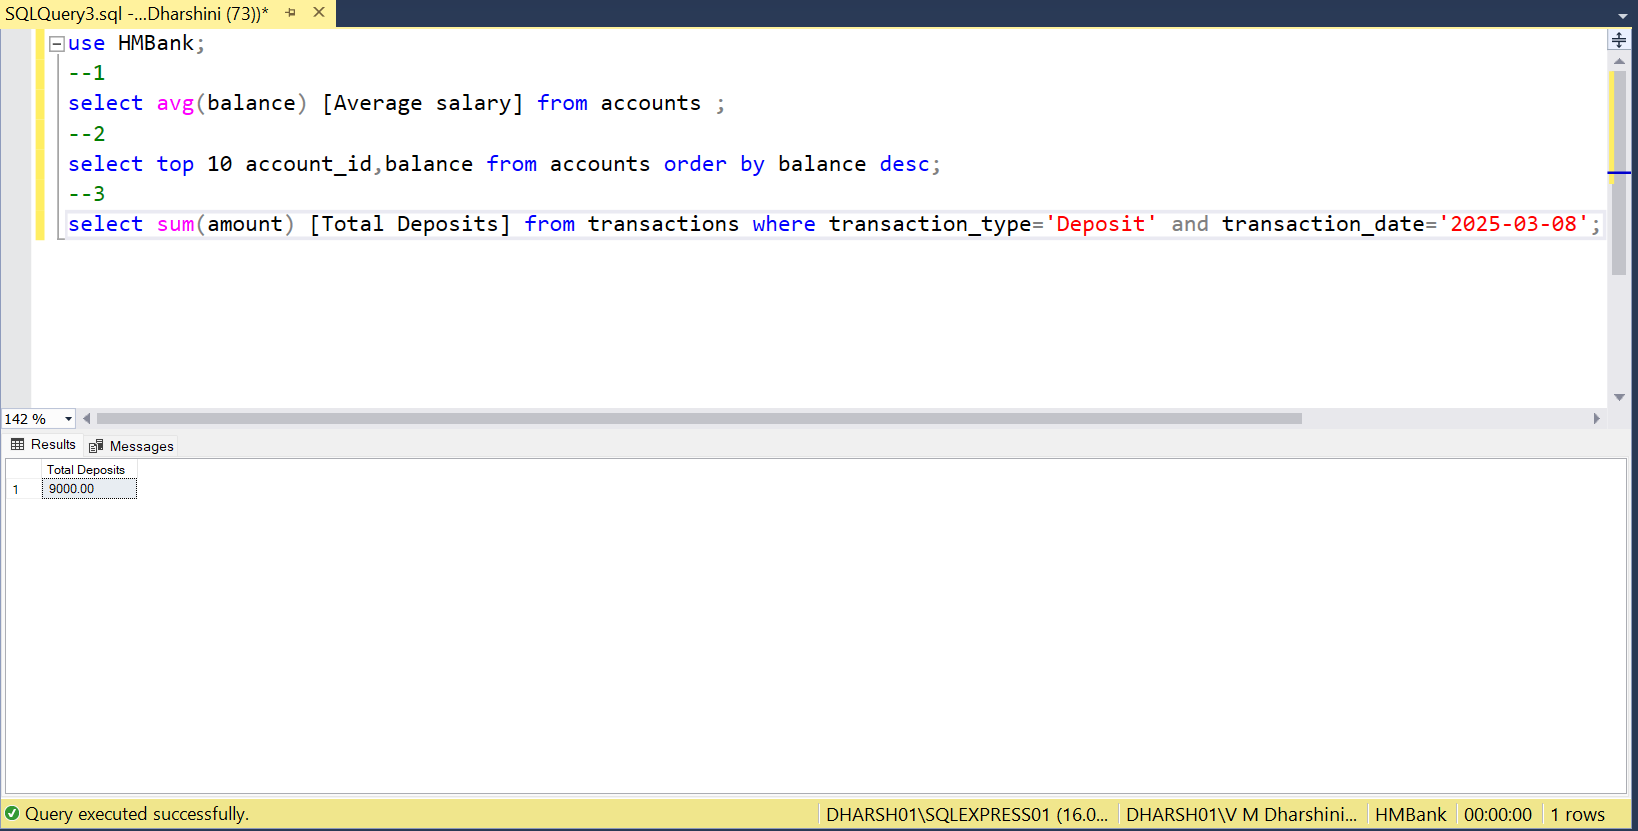 SQLQuery3.sql -...Dharshini (73))*
use HMBank;
--1
select avg(balance) [Average salary] from accounts ;
--2
select top 10 account_id,balance from accounts order by balance desc;
--3
select sum(amount) [Total Deposits] from transactions where transaction_type='Deposit' and transaction_date='2025-03-08';
142 %
Results Messages
Total Deposits
1 9000.00
Query executed successfully. DHARSH01\SQLEXPRESS01 (16.0... DHARSH01\V M Dharshini... HMBank 00:00:00 1 rows